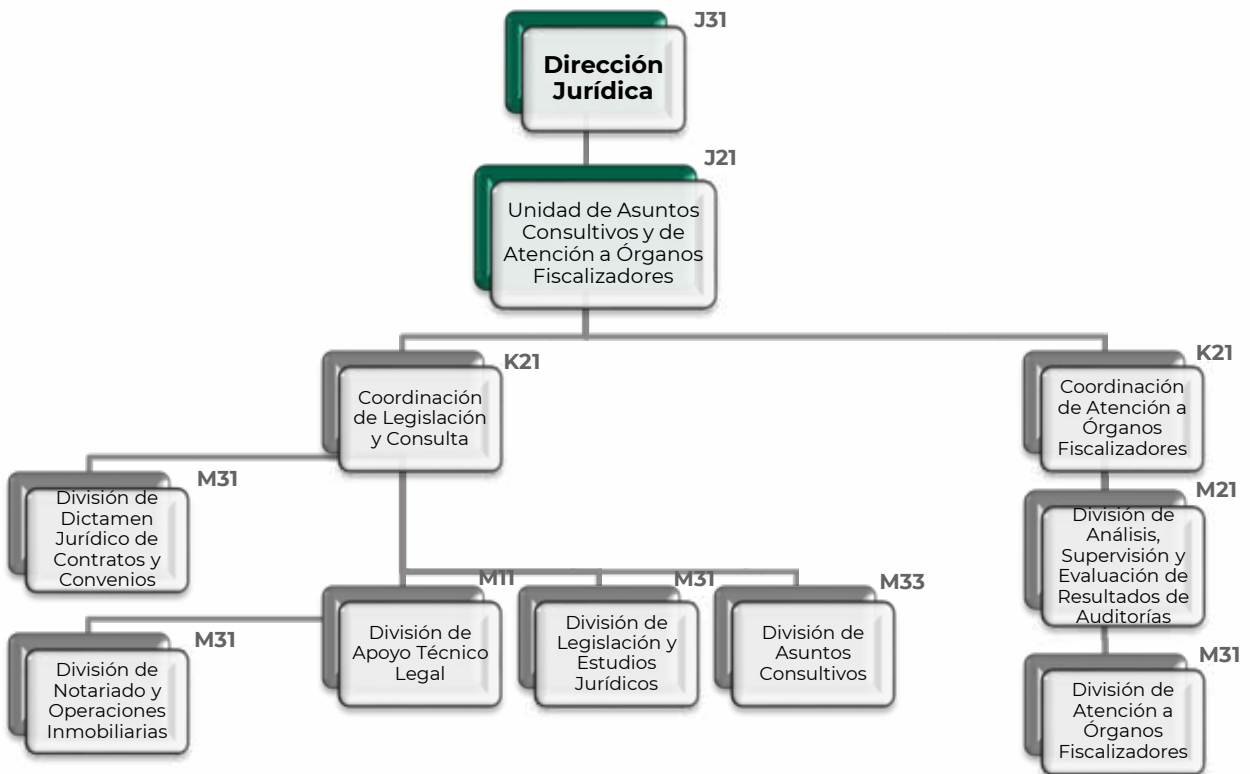 J31
Dirección
Jurídica
J21
Unidad de Asuntos
Consultivos y de
Atención a Órganos
Fiscalizadores
K21
Coordinación
de Legislación
y Consulta
K21
Coordinación
de Atención a
Órganos
Fiscalizadores
M31
División de
Dictamen
Jurídico de
Contratos y
Convenios
M21
División de
Análisis,
Supervisión y
Evaluación de
Resultados de
Auditorías
M11
División de
Apoyo Técnico
Legal
M31
División de
Legislación y
Estudios
Jurídicos
M33
División de
Asuntos
Consultivos
M31
División de
Notariado y
Operaciones
Inmobiliarias
M31
División de
Atención a
Órganos
Fiscalizadores